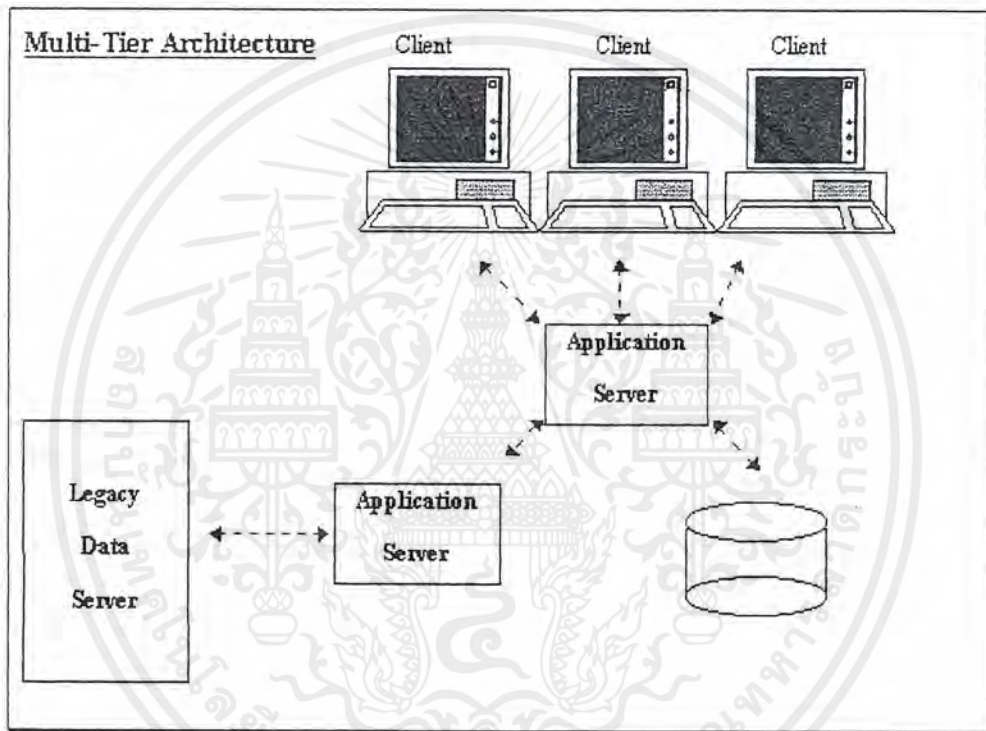 Multi-Tier Architecture
Client
Client
Client
Application
Server
Application
Server
Legacy
Data
Server